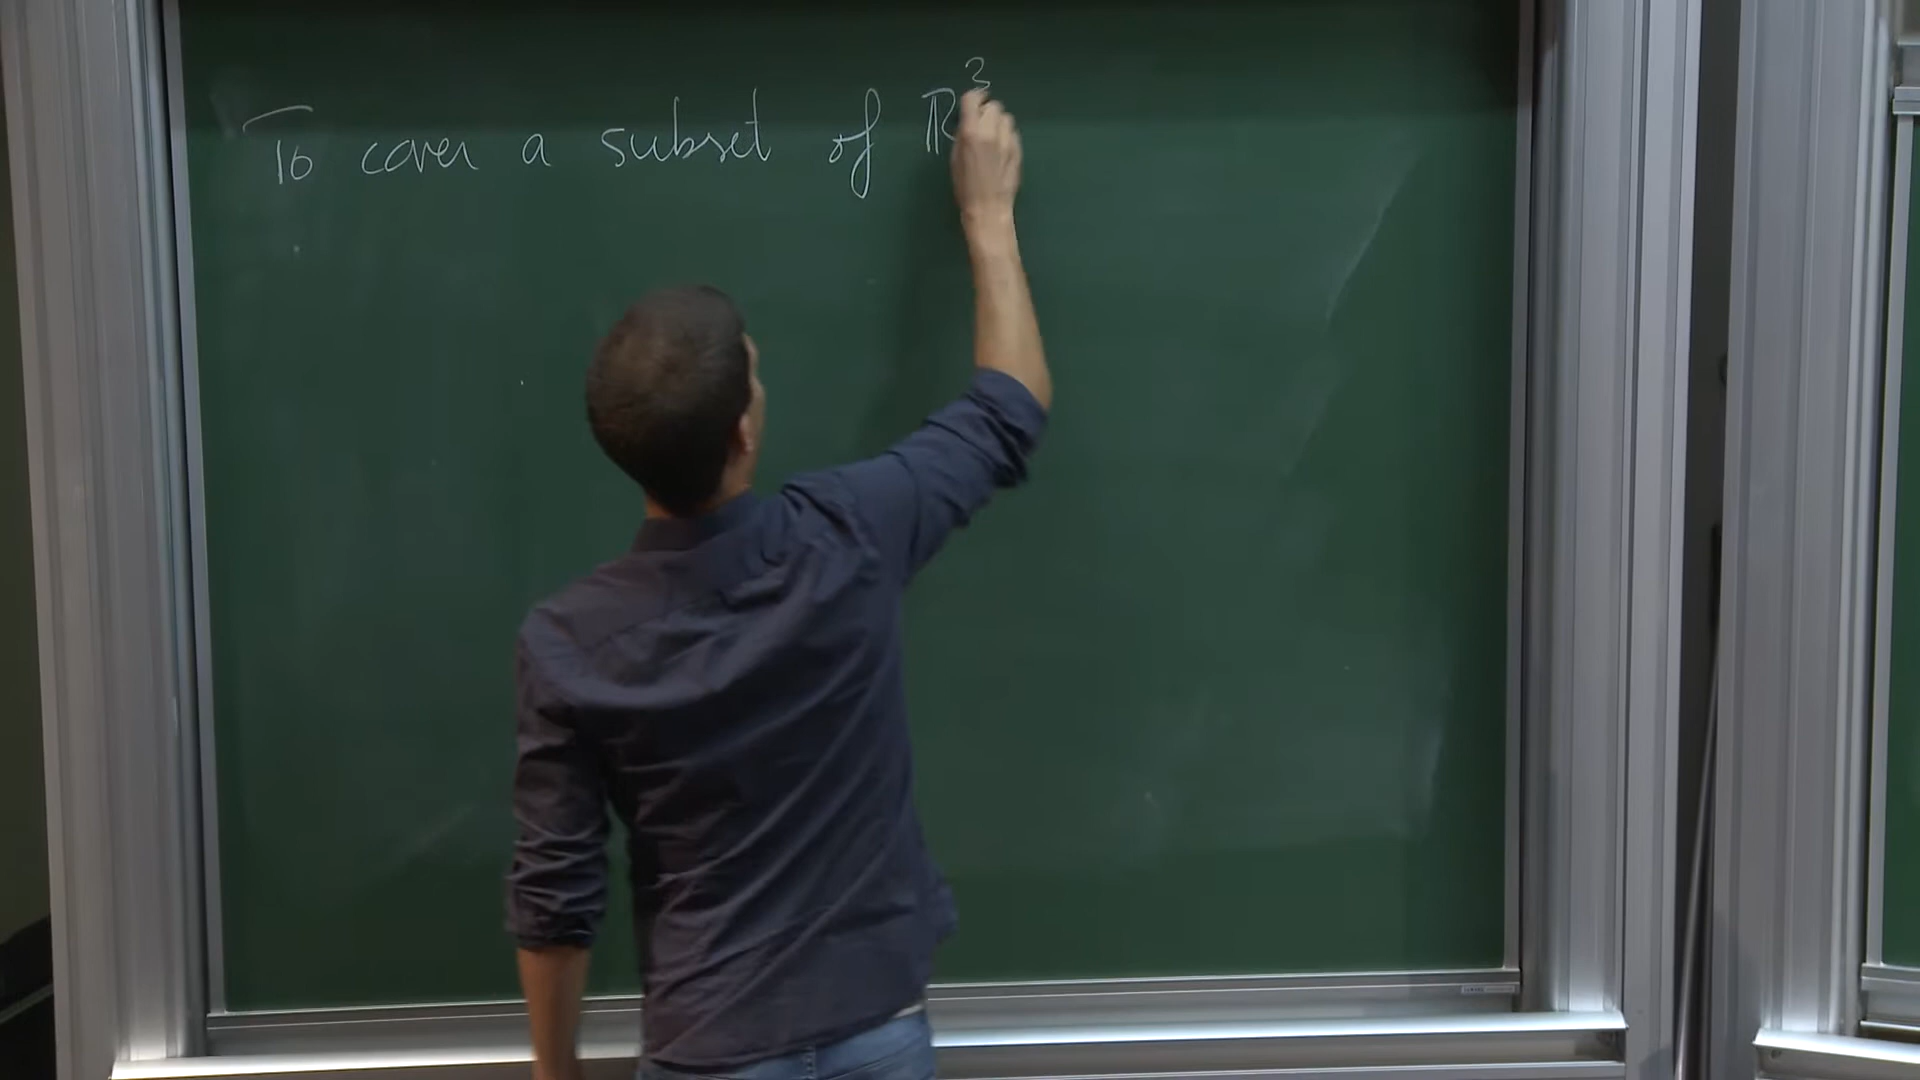 To cover a subset of ℝ³